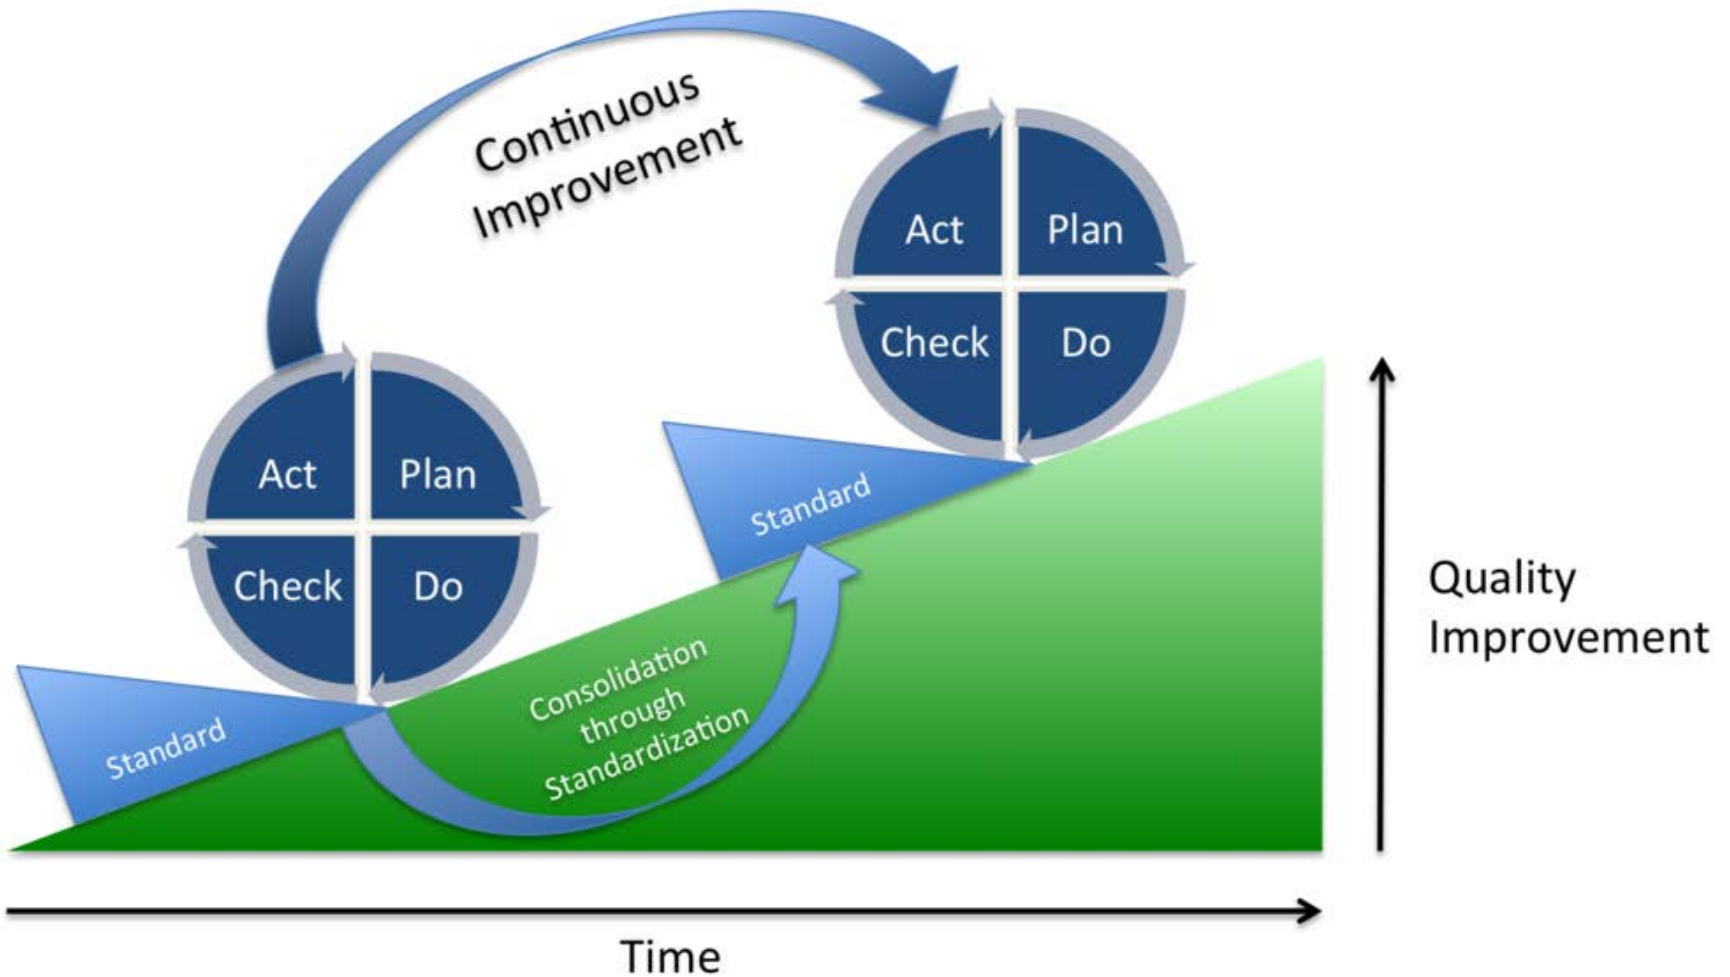 Continuous
Improvement
Act
Plan
Check
Do
Act
Plan
Check
Do
Standard
Standard
Consolidation
through
Standardization
Quality
Improvement
Time